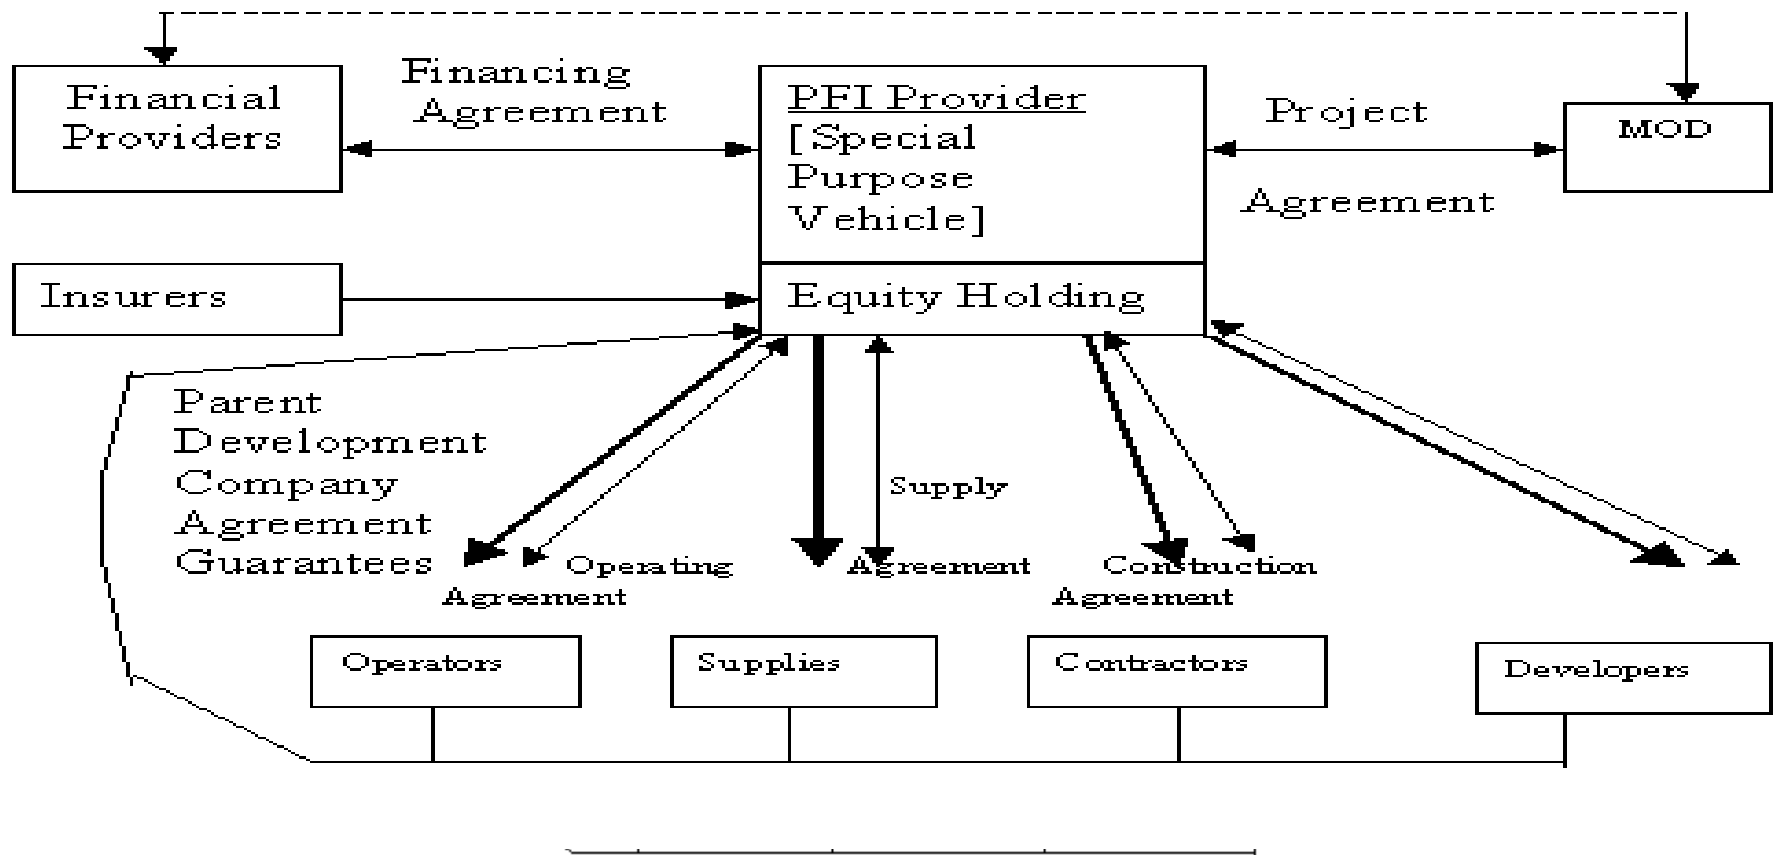 Financial
Providers
Financing
Agreement
PFI Provider
[Special
Purpose
Vehicle]
Project
Agreement
MOD
Insurers
Equity Holding
Parent
Development
Company
Agreement
Guarantees
Supply
Operating
Agreement
Agreement
Construction
Agreement
Operators
Supplies
Contractors
Developers